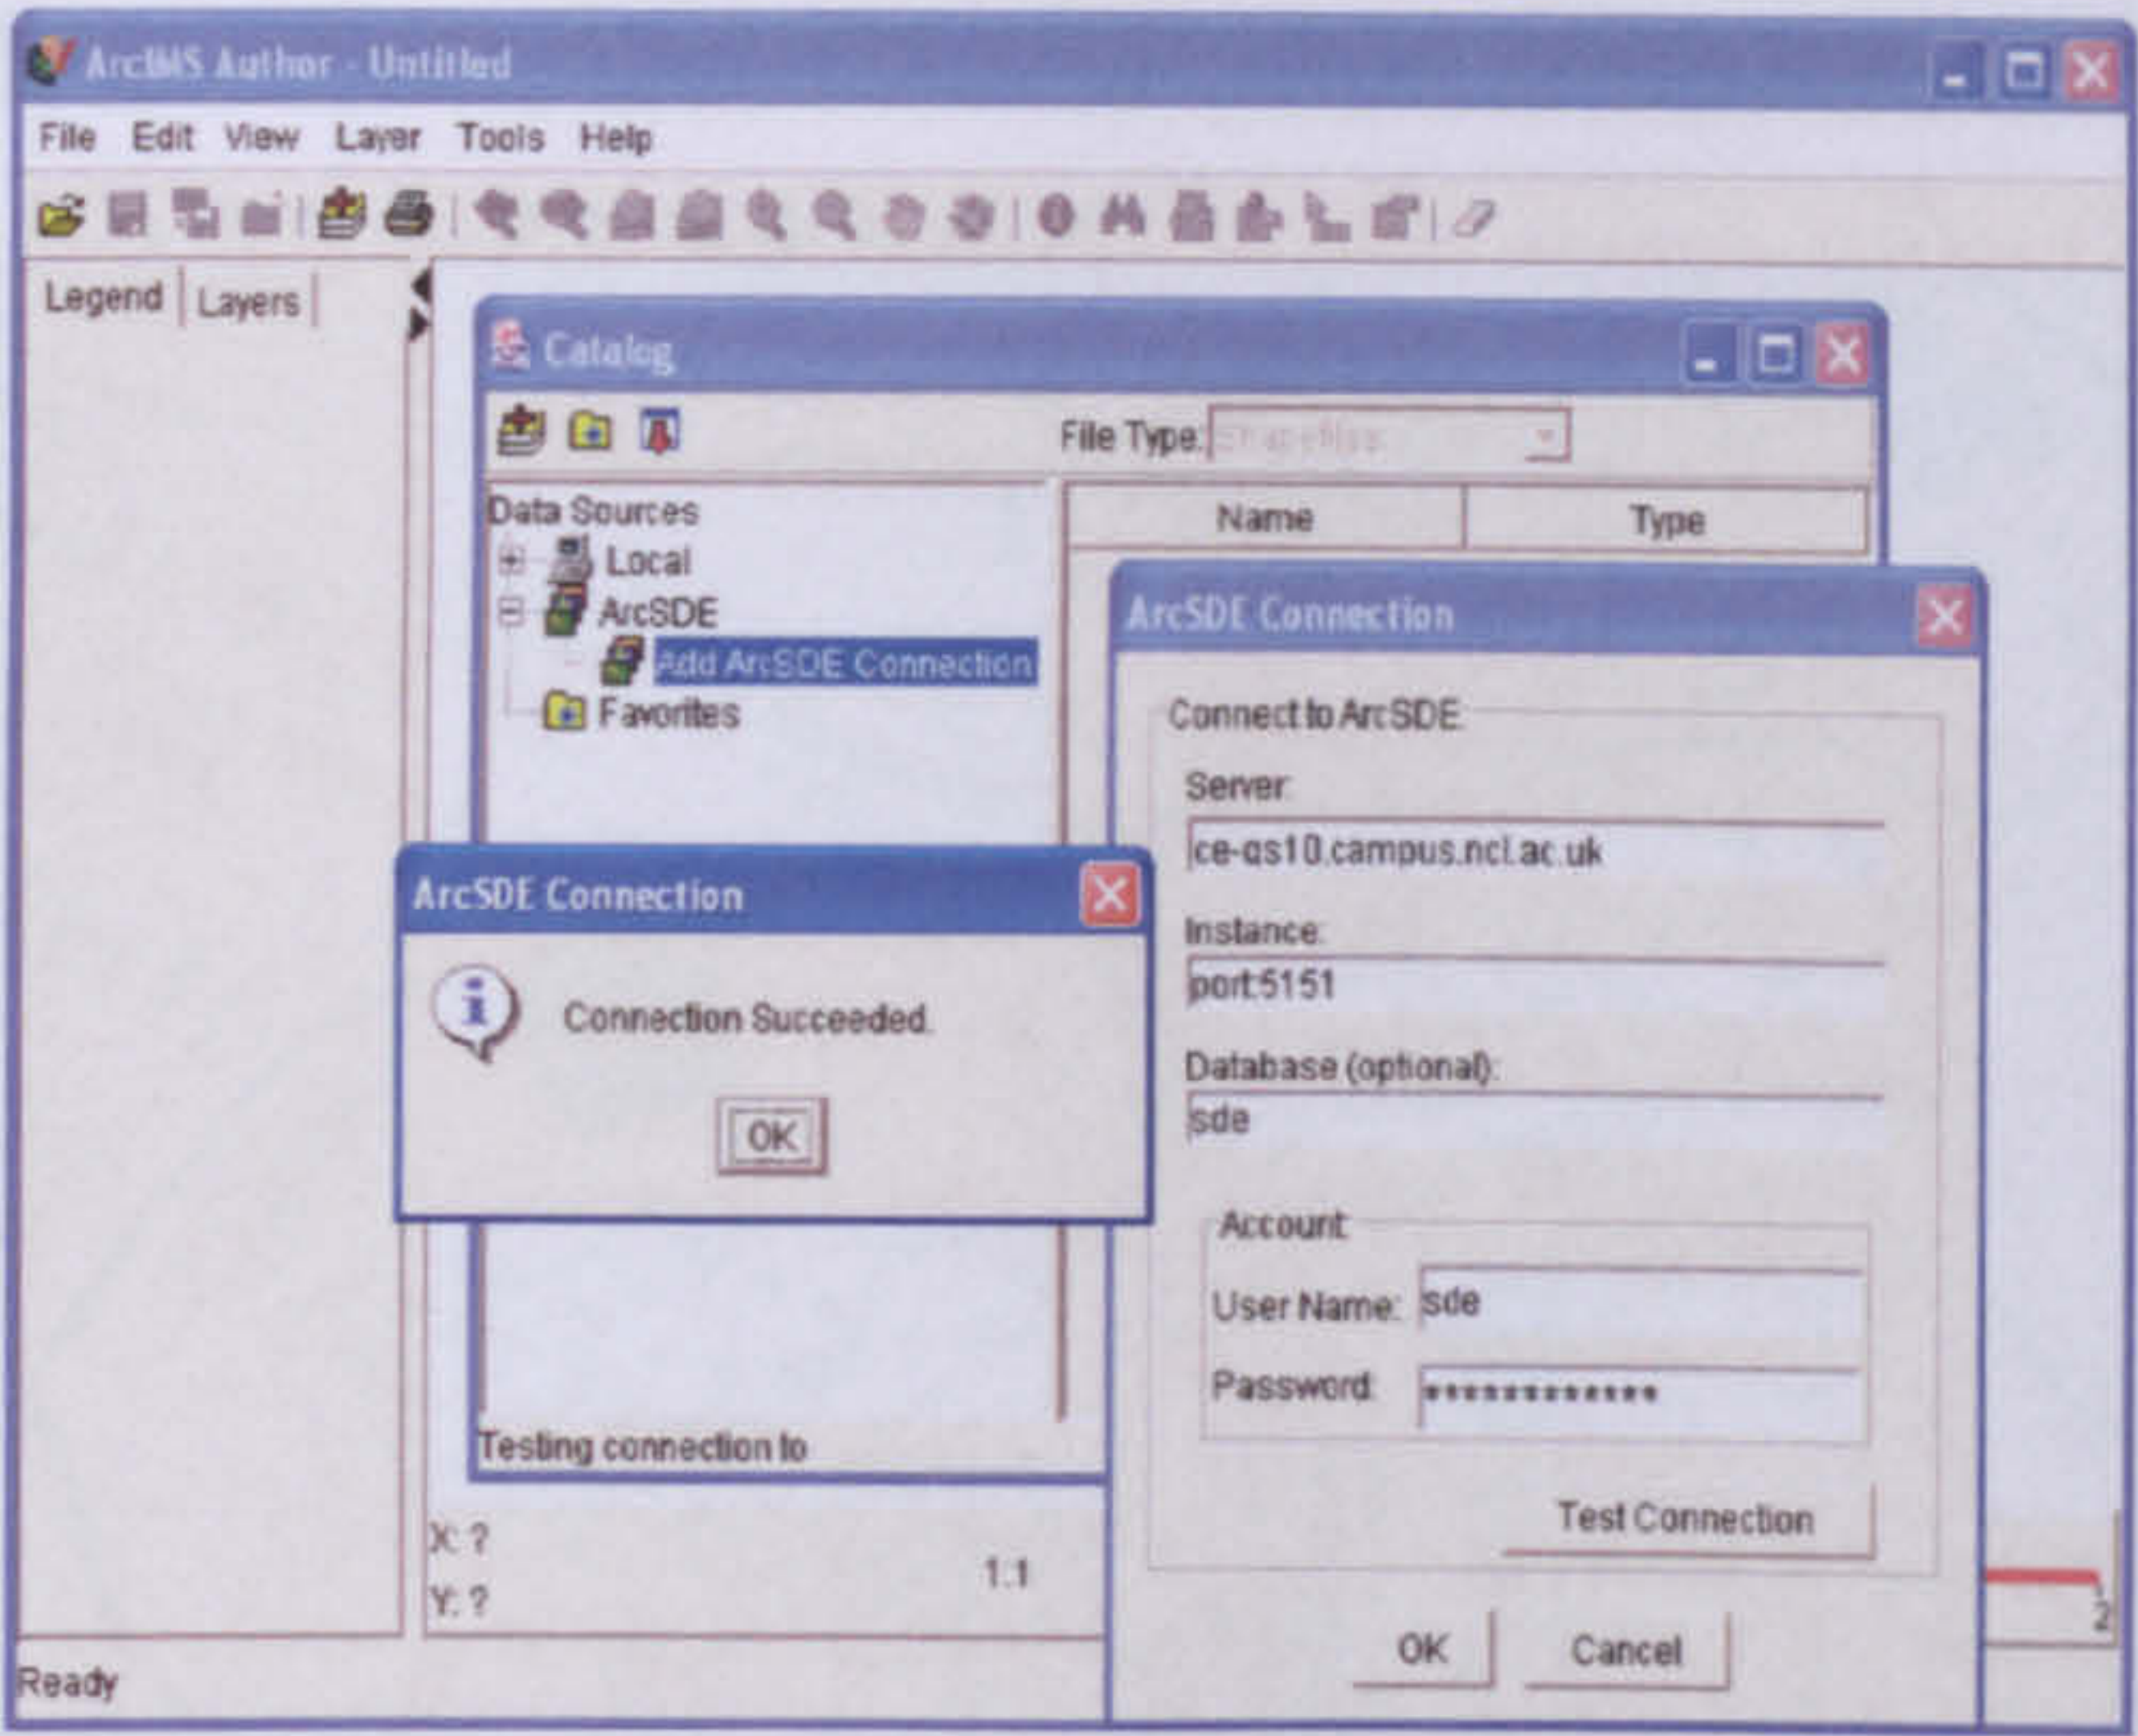 ArcIMS Author - Untitled
File Edit View Layer Tools Help
Legend Layers
Catalog
File Type: Shapefiles
Data Sources
Name Type
Local
ArcSDE
Add ArcSDE Connection
Favorites
ArcSDE Connection
Connect to ArcSDE
Server:
ce-gs10.campus.ncl.ac.uk
Instance:
port:5151
Database (optional):
sde
Account
User Name: sde
Password: ************
Test Connection
OK Cancel
ArcSDE Connection
Connection Succeeded.
OK
Testing connection to
X: ?
Y: ?
1:1
2
Ready